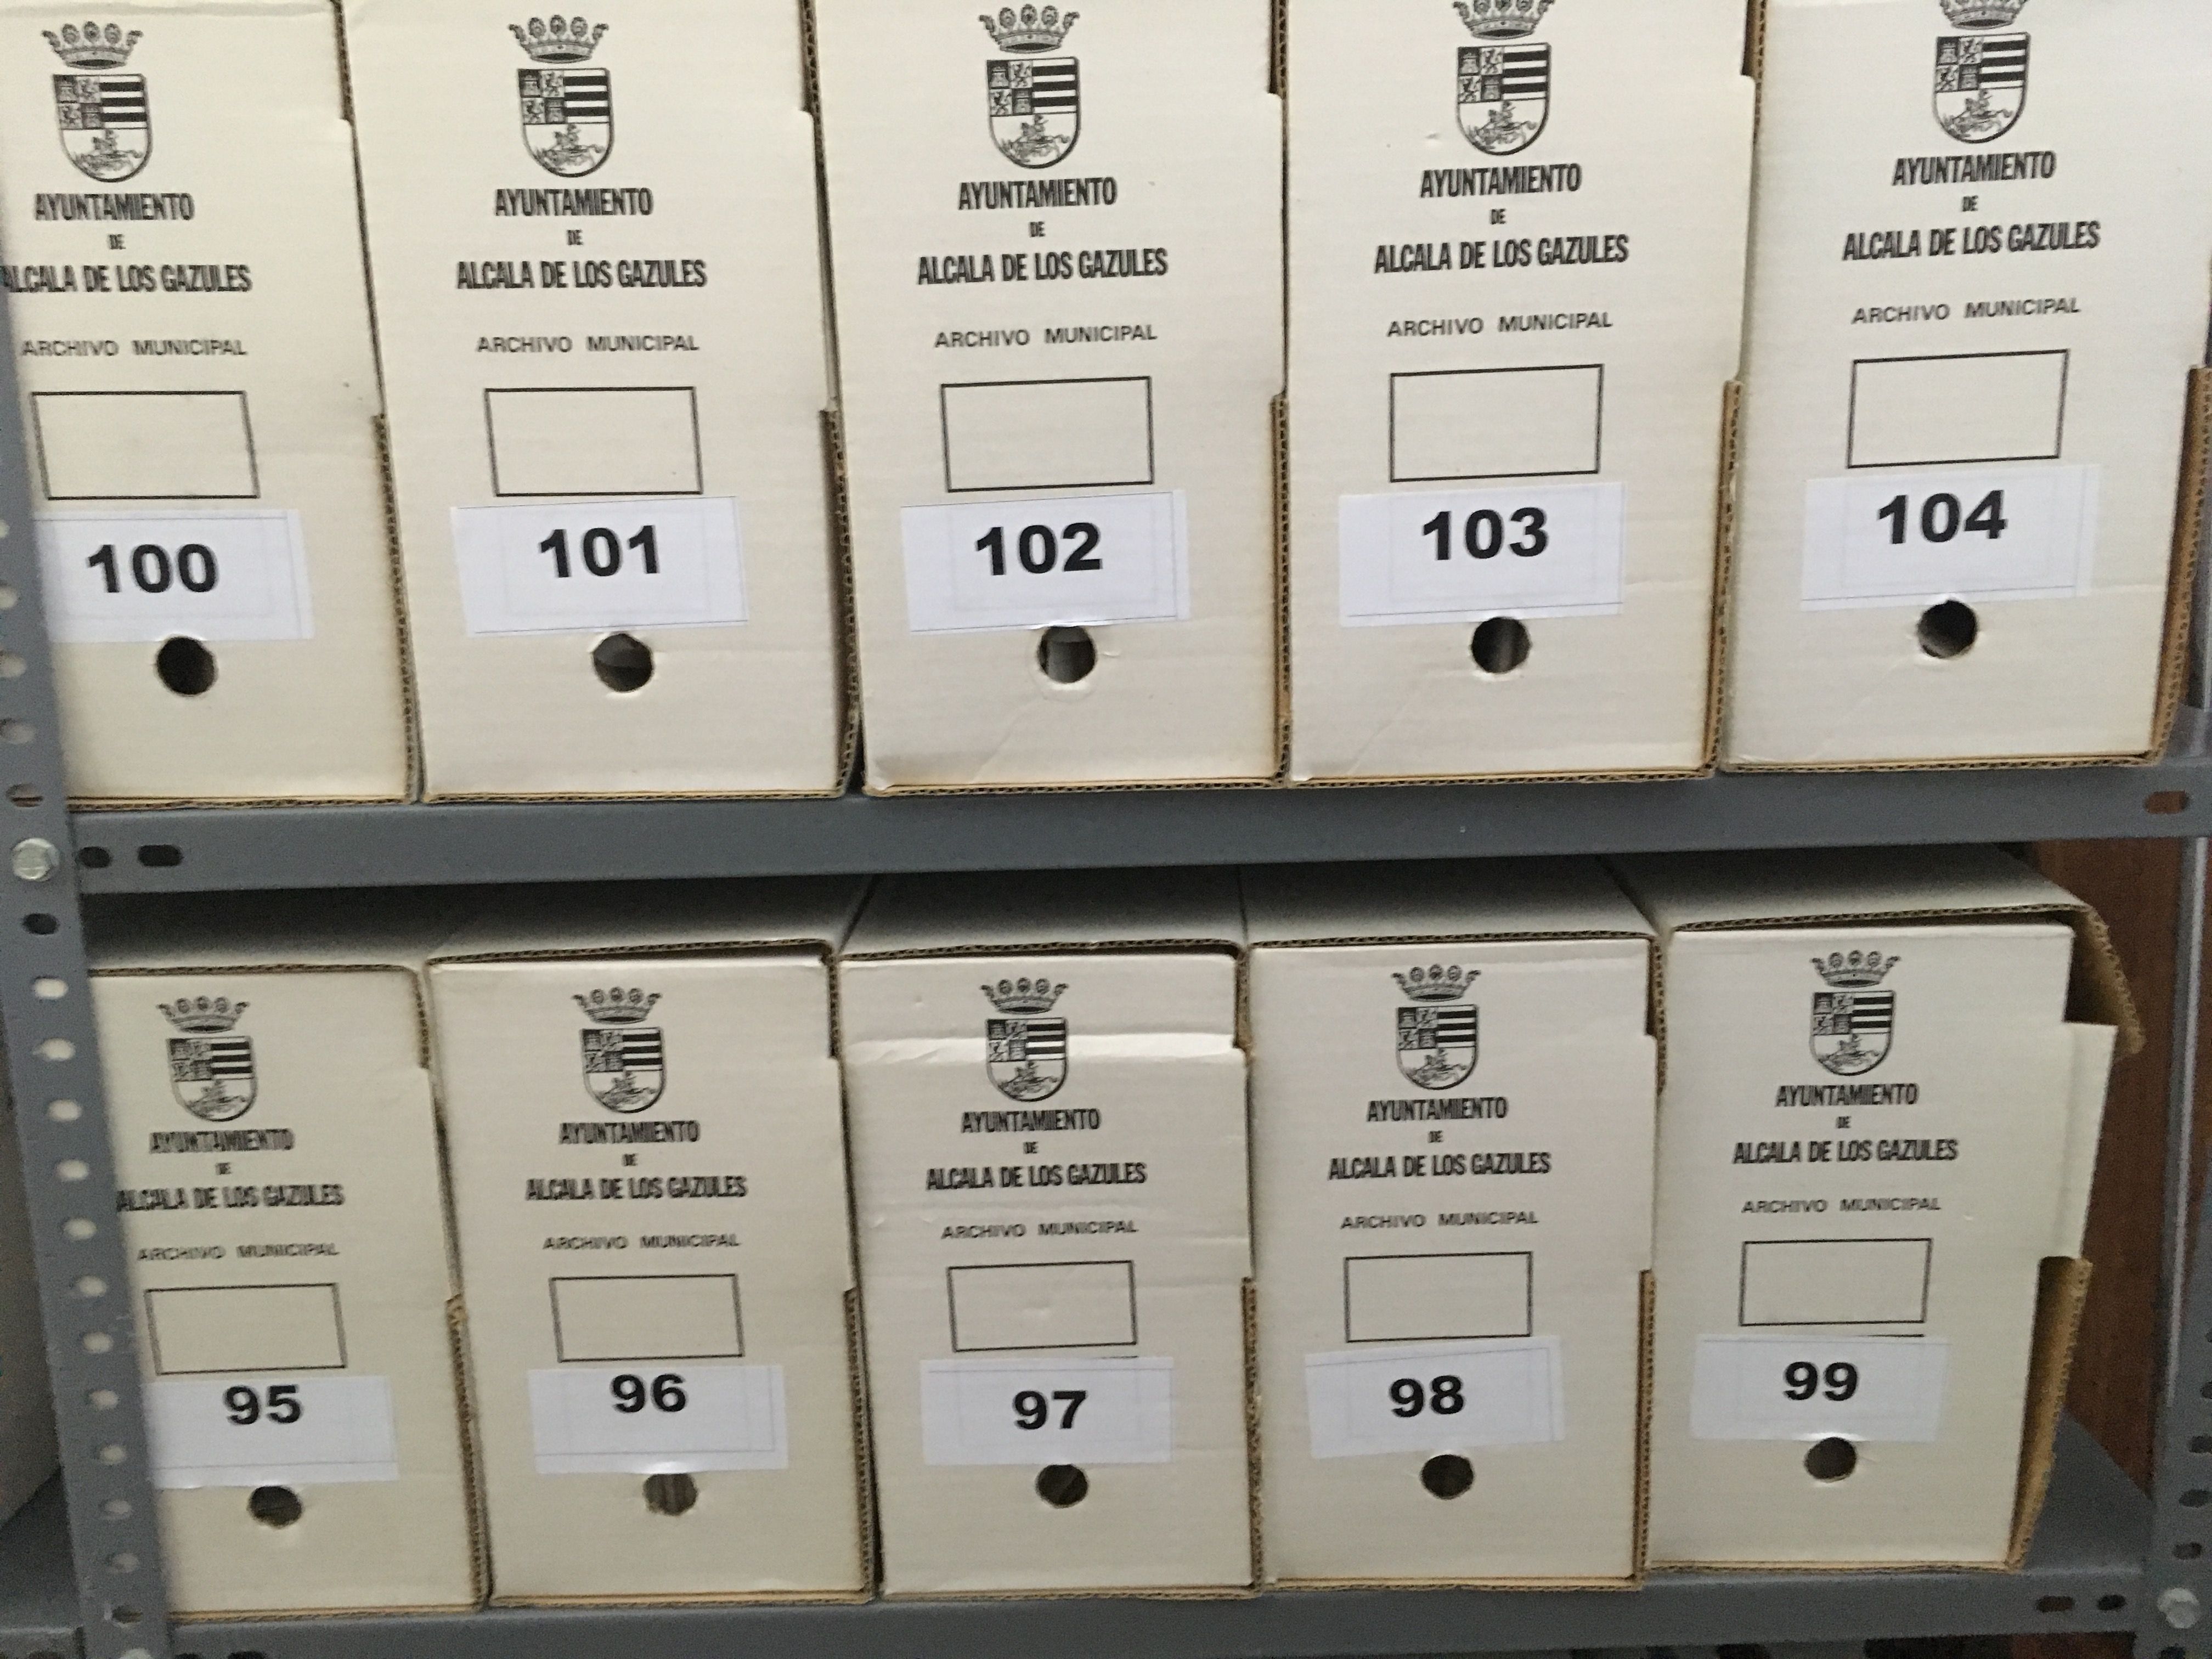 AYUNTAMIENTO
DE
ALCALA DE LOS GAZULES
ARCHIVO MUNICIPAL
100
AYUNTAMIENTO
DE
ALCALA DE LOS GAZULES
ARCHIVO MUNICIPAL
101
AYUNTAMIENTO
DE
ALCALA DE LOS GAZULES
ARCHIVO MUNICIPAL
102
AYUNTAMIENTO
DE
ALCALA DE LOS GAZULES
ARCHIVO MUNICIPAL
103
AYUNTAMIENTO
DE
ALCALA DE LOS GAZULES
ARCHIVO MUNICIPAL
104
AYUNTAMIENTO
DE
ALCALA DE LOS GAZULES
ARCHIVO MUNICIPAL
95
AYUNTAMIENTO
DE
ALCALA DE LOS GAZULES
ARCHIVO MUNICIPAL
96
AYUNTAMIENTO
DE
ALCALA DE LOS GAZULES
ARCHIVO MUNICIPAL
97
AYUNTAMIENTO
DE
ALCALA DE LOS GAZULES
ARCHIVO MUNICIPAL
98
AYUNTAMIENTO
DE
ALCALA DE LOS GAZULES
ARCHIVO MUNICIPAL
99